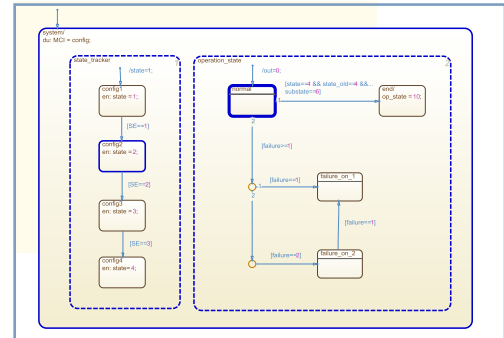 system/
du: MCI = config;
state_tracker
operation_state
/state=1;
/out=0;
config1
en: state = 1;
normal
[state==4 && state_old==4 &&...
substate==6]
end/
op_state = 10;
1
2
[SE==1]
[failure>=1]
config2
en: state = 2;
[SE==2]
1
[failure==1]
failure_on_1
2
config3
en: state = 3;
[failure==1]
[SE==3]
config4
en: state= 4;
[failure==2]
failure_on_2